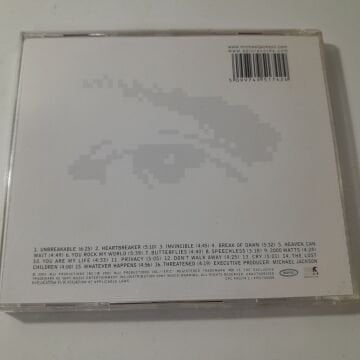 www.michaeljackson.com
www.epicrecords.com
5 099749 517424
1. UNBREAKABLE (6:25) 2. HEARTBREAKER (5:10) 3. INVINCIBLE (4:45) 4. BREAK OF DAWN (5:32) 5. HEAVEN CAN
WAIT (4:49) 6. YOU ROCK MY WORLD (5:39) 7. BUTTERFLIES (4:40) 8. SPEECHLESS (3:18) 9. 2000 WATTS (4:24)
10. YOU ARE MY LIFE (4:33) 11. PRIVACY (5:05) 12. DON'T WALK AWAY (4:25) 13. CRY (5:01) 14. THE LOST
CHILDREN (4:00) 15. WHATEVER HAPPENS (4:56) 16. THREATENED (4:19) EXECUTIVE PRODUCER: MICHAEL JACKSON